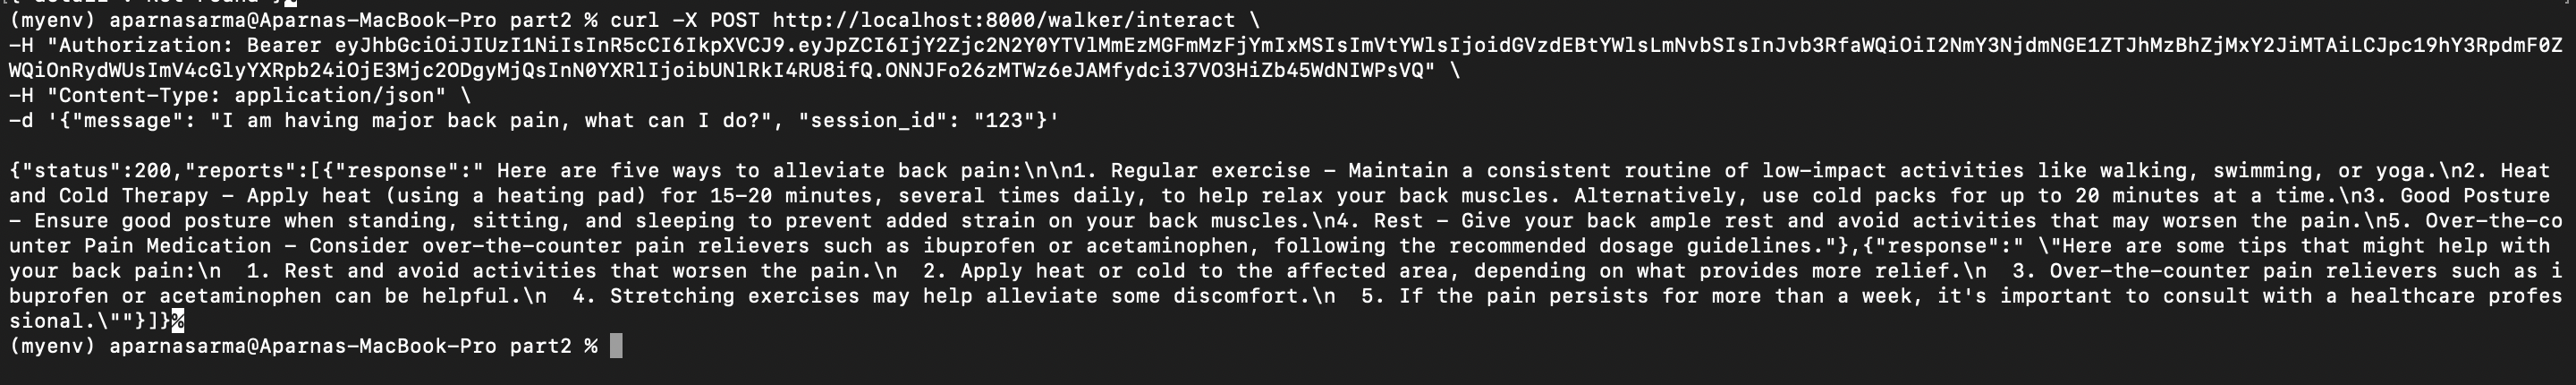 (myenv) aparnasarma@Aparnas-MacBook-Pro part2 % curl -X POST http://localhost:8000/walker/interact \
-H "Authorization: Bearer eyJhbGciOiJIUzI1NiIsInR5cCI6IkpXVCJ9.eyJpZCI6IjY2Zjc2N2Y0YTVlMmEzMGFmMzFjYmIxMSIsImVtYWlsIjoidGVzdEBtYWlsLmNvbSIsInJvb3RfaWQiOiI2NmY3NjdmNGE1ZTJhMzBhZjMxY2JiMTAiLCJpc19hY3RpdmF0Z
WQiOnRydWUsImV4cGlyYXRpb24iOjE3Mjc2ODgyMjQsInN0YXRlIjoibUNlRkI4RU8ifQ.ONNJFo26zMTWz6eJAMfydci37VO3HiZb45WdNIWPsVQ" \
-H "Content-Type: application/json" \
-d '{"message": "I am having major back pain, what can I do?", "session_id": "123"}'
{"status":200,"reports":[{"response":" Here are five ways to alleviate back pain:\n\n1. Regular exercise – Maintain a consistent routine of low-impact activities like walking, swimming, or yoga.\n2. Heat
and Cold Therapy – Apply heat (using a heating pad) for 15-20 minutes, several times daily, to help relax your back muscles. Alternatively, use cold packs for up to 20 minutes at a time.\n3. Good Posture
– Ensure good posture when standing, sitting, and sleeping to prevent added strain on your back muscles.\n4. Rest – Give your back ample rest and avoid activities that may worsen the pain.\n5. Over-the-co
unter Pain Medication – Consider over-the-counter pain relievers such as ibuprofen or acetaminophen, following the recommended dosage guidelines."},{"response":" \"Here are some tips that might help with
your back pain:\n  1. Rest and avoid activities that worsen the pain.\n  2. Apply heat or cold to the affected area, depending on what provides more relief.\n  3. Over-the-counter pain relievers such as i
buprofen or acetaminophen can be helpful.\n  4. Stretching exercises may help alleviate some discomfort.\n  5. If the pain persists for more than a week, it's important to consult with a healthcare profes
sional.\""}]}%
(myenv) aparnasarma@Aparnas-MacBook-Pro part2 %